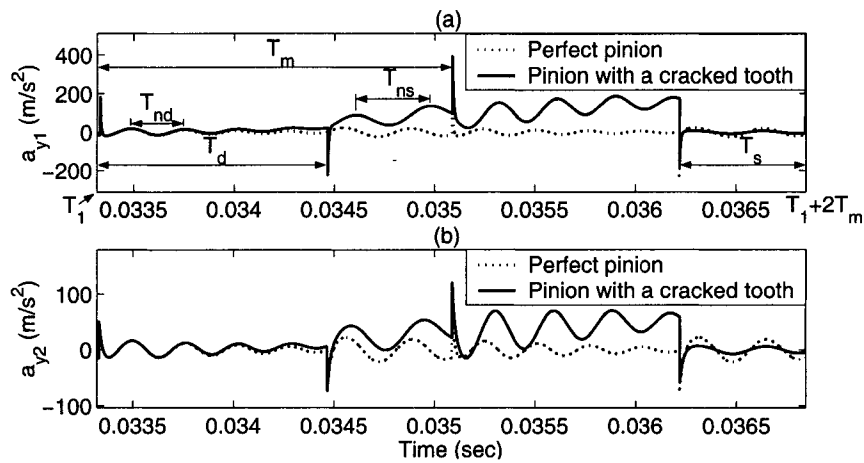 (a)
400
200
0
-200
a_y1 (m/s²)
T_m
T_nd
T_ns
T_d
T_s
Perfect pinion
Pinion with a cracked tooth
T_1
0.0335
0.034
0.0345
0.035
0.0355
0.036
0.0365
T_1+2T_m
(b)
100
0
-100
a_y2 (m/s²)
Perfect pinion
Pinion with a cracked tooth
0.0335
0.034
0.0345
0.035
0.0355
0.036
0.0365
Time (sec)